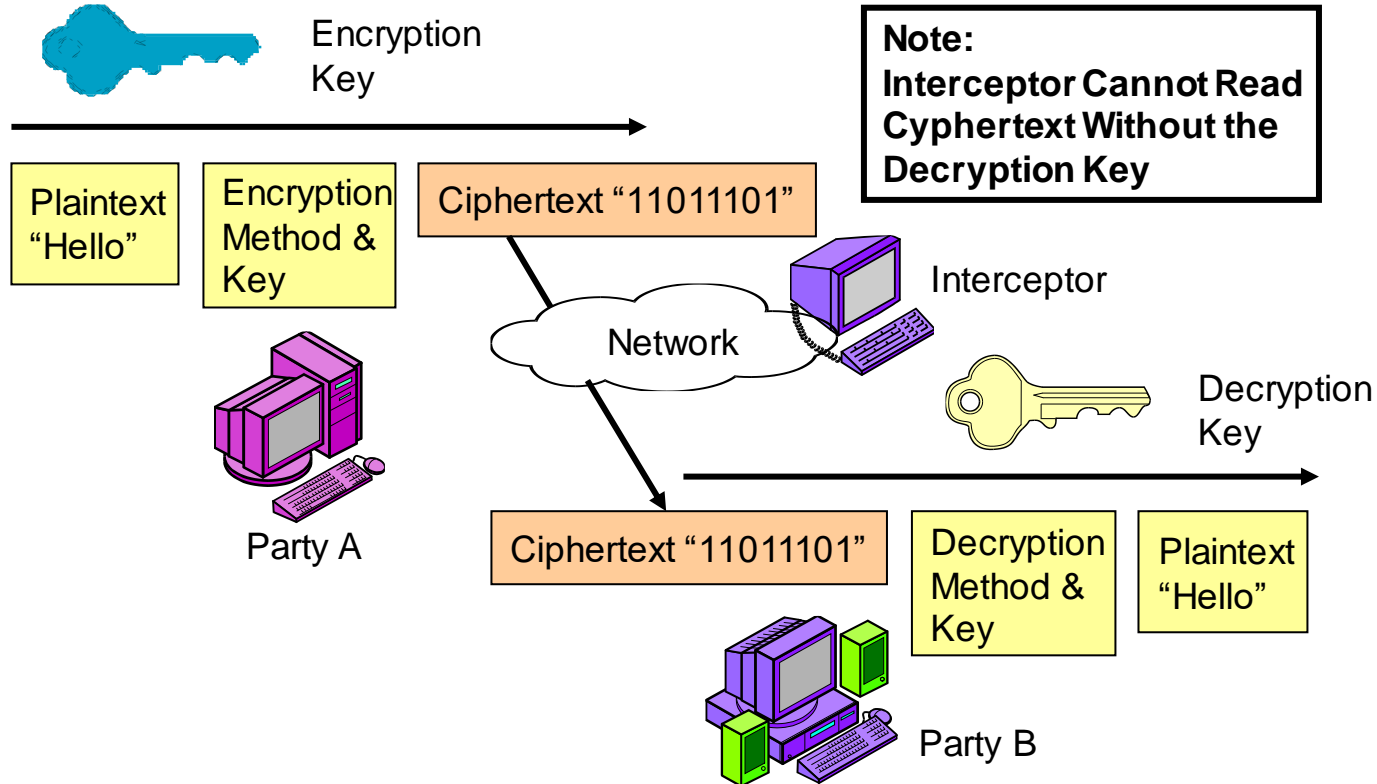 Encryption
Key
Note:
Interceptor Cannot Read
Cyphertext Without the
Decryption Key
Plaintext
“Hello”
Encryption
Method &
Key
Ciphertext “11011101”
Interceptor
Network
Decryption
Key
Party A
Ciphertext “11011101”
Decryption
Method &
Key
Plaintext
“Hello”
Party B